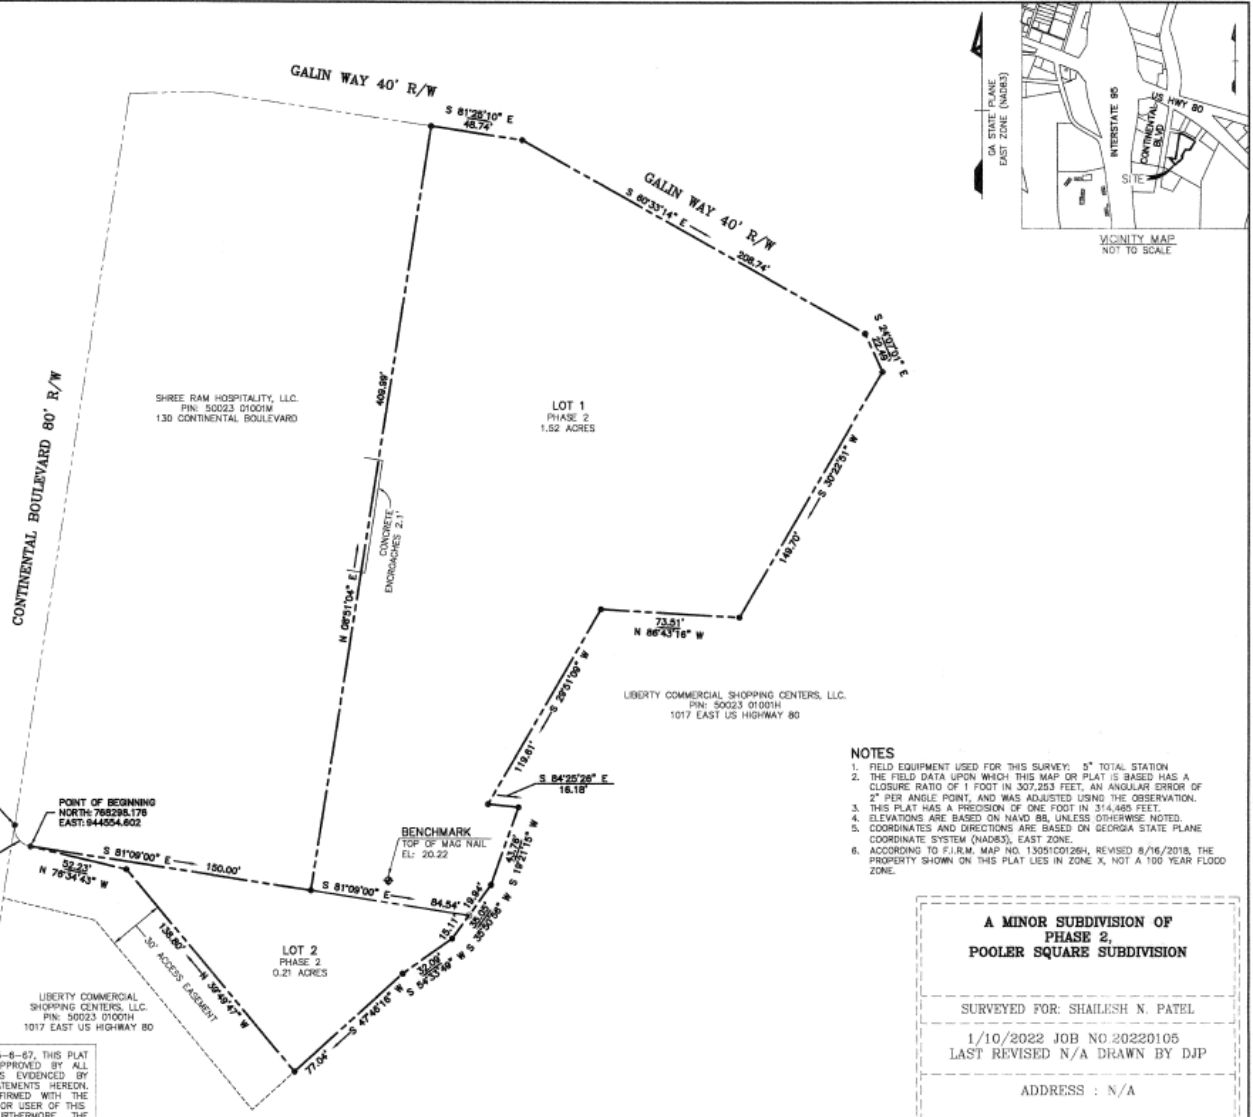 GALIN WAY 40' R/W
S 81°25'10" E
48.74'
GALIN WAY 40' R/W
S 60°33'14" E
208.74'
S 24°07'01" E
22.49'
GA STATE PLANE
EAST ZONE (NAD83)
INTERSTATE 95
US HWY 80
CONTINENTAL
BLVD
SITE
VICINITY MAP
NOT TO SCALE
CONTINENTAL BOULEVARD 80' R/W
SHREE RAM HOSPITALITY, LLC.
PIN: 50023 01001M
130 CONTINENTAL BOULEVARD
409.99'
N 08°51'04" E
CONCRETE
ENCROACHES 2.1'
LOT 1
PHASE 2
1.52 ACRES
S 30°22'51" W
149.70'
73.51'
N 86°43'16" W
S 29°51'09" W
119.61'
LIBERTY COMMERCIAL SHOPPING CENTERS, LLC.
PIN: 50023 01001H
1017 EAST US HIGHWAY 80
S 84°25'26" E
16.18'
POINT OF BEGINNING
NORTH: 768298.176
EAST: 944554.602
S 81°09'00" E 150.00'
52.23'
N 76°34'43" W
BENCHMARK
TOP OF MAG NAIL
EL: 20.22
S 81°09'00" E
84.54'
S 19°21'15" W
19.94'
15.11'
35.05'
S 35°50'56" W
32.09'
S 54°33'49" W
S 47°46'16" W
77.04'
138.80'
N 39°49'47" W
30' ACCESS EASEMENT
LOT 2
PHASE 2
0.21 ACRES
LIBERTY COMMERCIAL
SHOPPING CENTERS, LLC.
PIN: 50023 01001H
1017 EAST US HIGHWAY 80
-6-67, THIS PLAT
APPROVED BY ALL
EVIDENCED BY
STATEMENTS HEREON.
WITH THE
OR USER OF THIS
THE
NOTES
1. FIELD EQUIPMENT USED FOR THIS SURVEY: 5" TOTAL STATION
2. THE FIELD DATA UPON WHICH THIS MAP OR PLAT IS BASED HAS A
CLOSURE RATIO OF 1 FOOT IN 307,253 FEET, AN ANGULAR ERROR OF
2" PER ANGLE POINT, AND WAS ADJUSTED USING THE OBSERVATION.
3. THIS PLAT HAS A PRECISION OF ONE FOOT IN 314,465 FEET.
4. ELEVATIONS ARE BASED ON NAVD 88, UNLESS OTHERWISE NOTED.
5. COORDINATES AND DIRECTIONS ARE BASED ON GEORGIA STATE PLANE
COORDINATE SYSTEM (NAD83), EAST ZONE.
6. ACCORDING TO F.I.R.M. MAP NO. 13051C0126H, REVISED 8/16/2018, THE
PROPERTY SHOWN ON THIS PLAT LIES IN ZONE X, NOT A 100 YEAR FLOOD
ZONE.
A MINOR SUBDIVISION OF
PHASE 2,
POOLER SQUARE SUBDIVISION
SURVEYED FOR: SHAILESH N. PATEL
1/10/2022 JOB NO.20220105
LAST REVISED N/A DRAWN BY DJP
ADDRESS : N/A